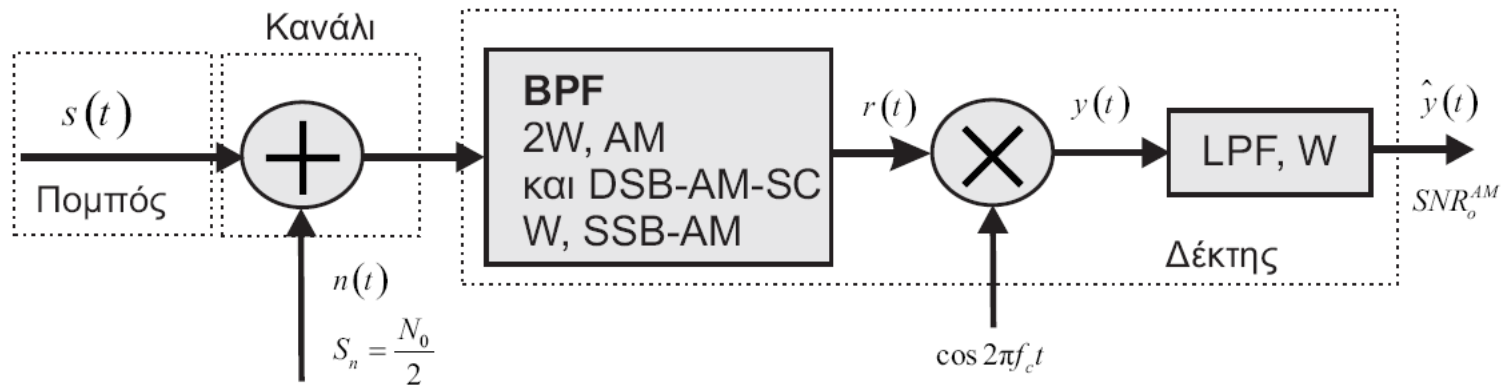 Κανάλι
s(t)
Πομπός
n(t)
S_n = N_0/2
BPF
2W, AM
και DSB-AM-SC
W, SSB-AM
r(t)
cos 2πf_c t
y(t)
LPF, W
ŷ(t)
SNR_o^{AM}
Δέκτης